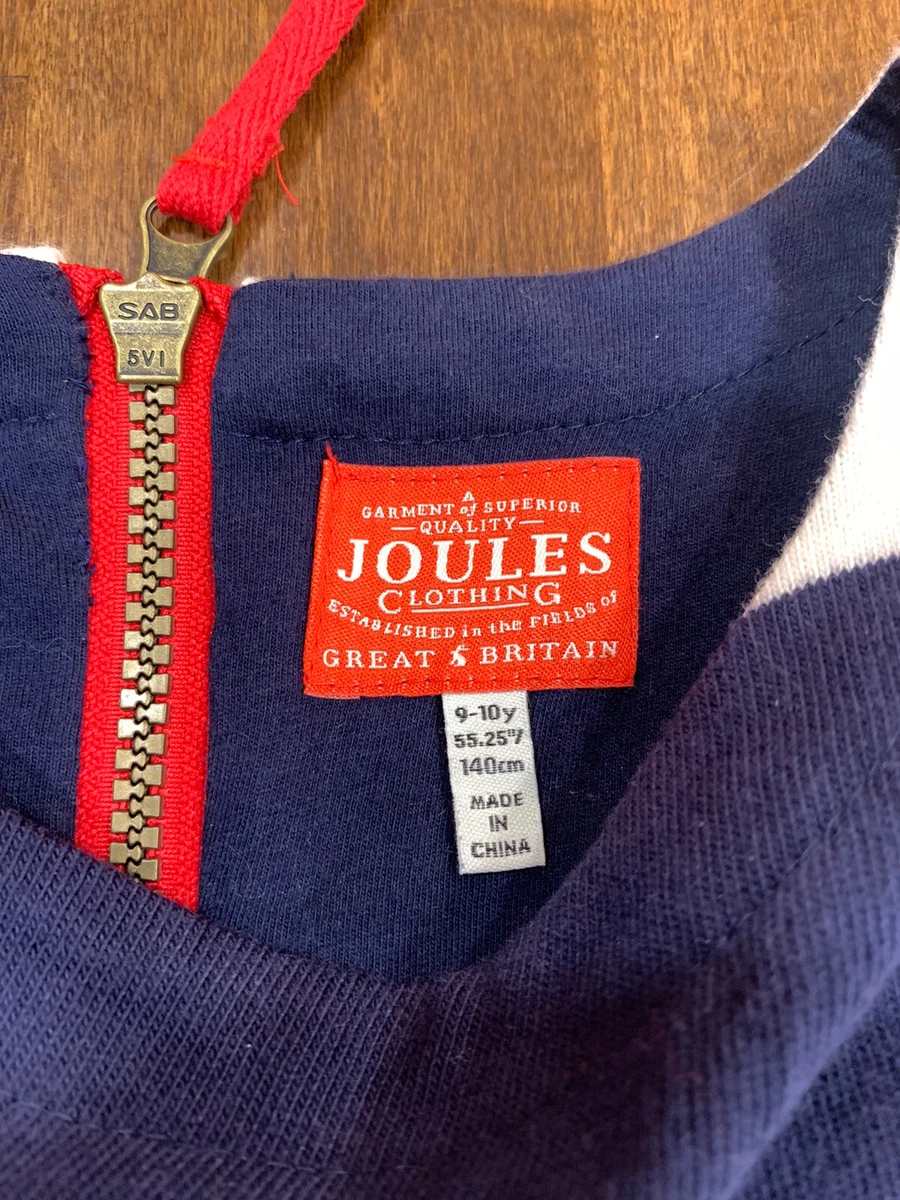 SAB
5VI
A
GARMENT of SUPERIOR
QUALITY
JOULES
CLOTHING
ESTABLISHED in the FIELDS of
GREAT BRITAIN
9-10y
55.25"/
140cm
MADE
IN
CHINA